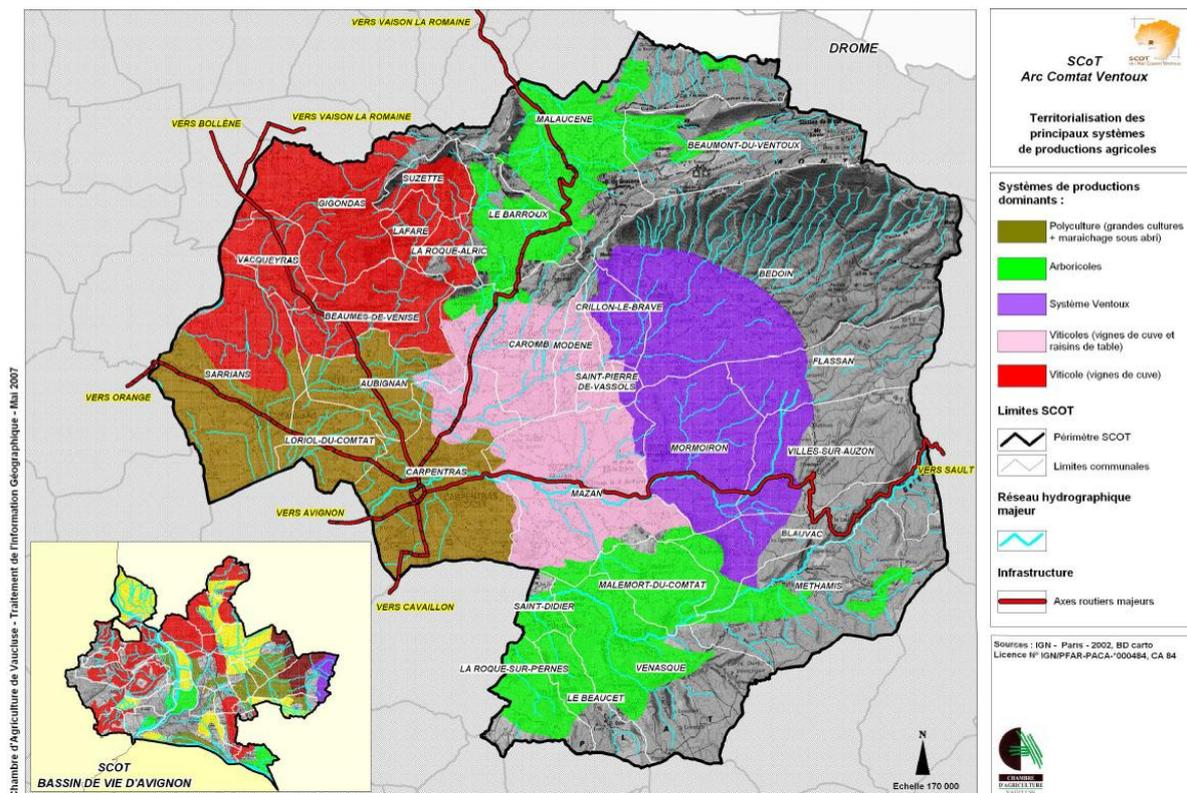 VERS VAISON LA ROMAINE
DROME
VERS VAISON LA ROMAINE
VERS BOLLÈNE
MALAUCENE
BEAUMONT-DU-VENTOUX
SUZETTE
GIGONDAS
LE BARROUX
LAFARE
LA ROQUE-ALRIC
VACQUEYRAS
BEDOIN
CRILLON-LE-BRAVE
BEAUMES-DE-VENISE
CAROMB
MODÈNE
FLASSAN
SARRIANS
AUBIGNAN
SAINT-PIERRE
DE-VASSOLS
VERS ORANGE
LORIOL-DU-COMTAT
MORMOIRON
VILLES-SUR-AUZON
CARPENTRAS
VERS SAULT
MAZAN
VERS AVIGNON
BLAUVAC
MALEMORT-DU-COMTAT
METHAMIS
VERS CAVAILLON
SAINT-DIDIER
LA ROQUE-SUR-PERNES
VENASQUE
LE BEAUCET
N
Echelle 170 000
SCOT
BASSIN DE VIE D'AVIGNON
Chambre d'Agriculture de Vaucluse - Traitement de l'Information Géographique - Mai 2007
SCoT
Arc Comtat Ventoux
Territorialisation des
principaux systèmes
de productions agricoles
Systèmes de productions
dominants :
Polyculture (grandes cultures
+ maraichage sous abri)
Arboricoles
Système Ventoux
Viticoles (vignes de cuve et
raisins de table)
Viticole (vignes de cuve)
Limites SCOT
Périmètre SCOT
Limites communales
Réseau hydrographique
majeur
Infrastructure
Axes routiers majeurs
Sources : IGN - Paris - 2002, BD carto
Licence N° IGN/PFAR-PACA-*000484, CA 84
CHAMBRE
D'AGRICULTURE
VAUCLUSE